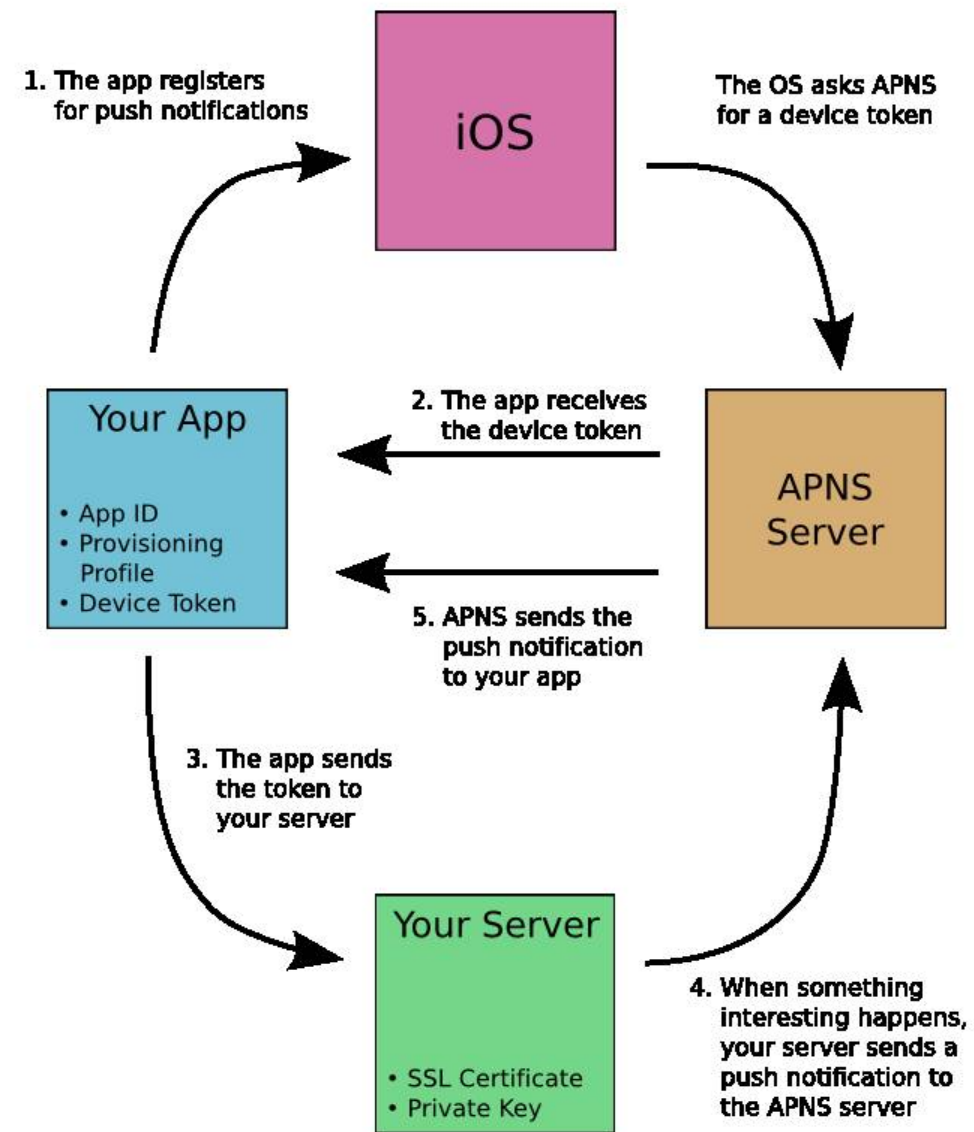 1. The app registers
for push notifications
iOS
The OS asks APNS
for a device token
Your App
• App ID
• Provisioning
Profile
• Device Token
2. The app receives
the device token
APNS
Server
5. APNS sends the
push notification
to your app
3. The app sends
the token to
your server
Your Server
• SSL Certificate
• Private Key
4. When something
interesting happens,
your server sends a
push notification to
the APNS server